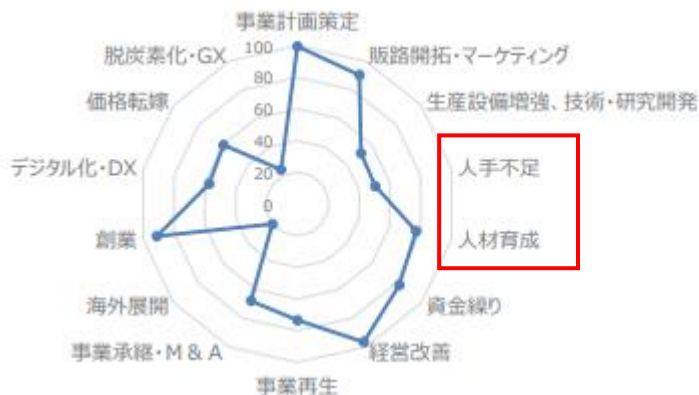 事業計画策定
販路開拓・マーケティング
生産設備増強、技術・研究開発
人手不足
人材育成
資金繰り
経営改善
事業再生
事業承継・M & A
海外展開
創業
デジタル化・DX
価格転嫁
脱炭素化・GX
100
80
60
40
20
0